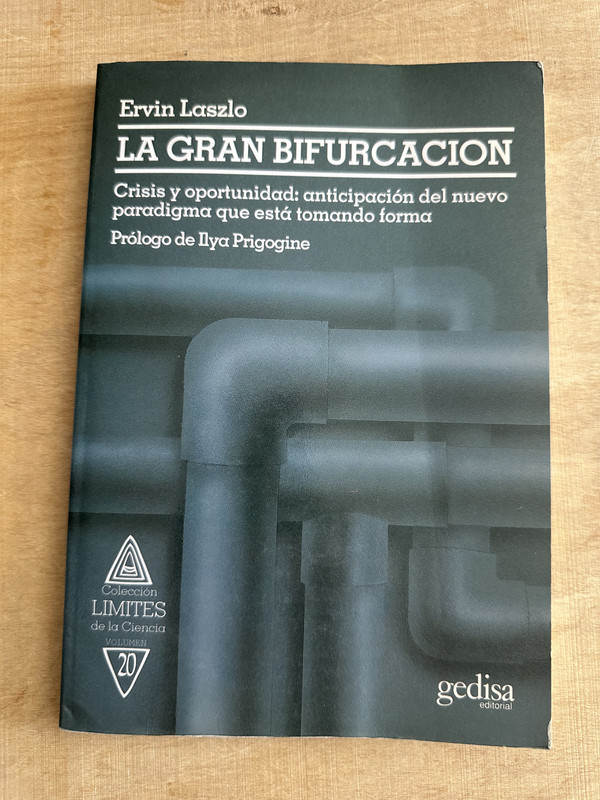 Ervin Laszlo
LA GRAN BIFURCACION
Crisis y oportunidad: anticipación del nuevo
paradigma que está tomando forma
Prólogo de Ilya Prigogine
Colección
LIMITES
de la Ciencia
VOLUMEN
20
gedisa
editorial